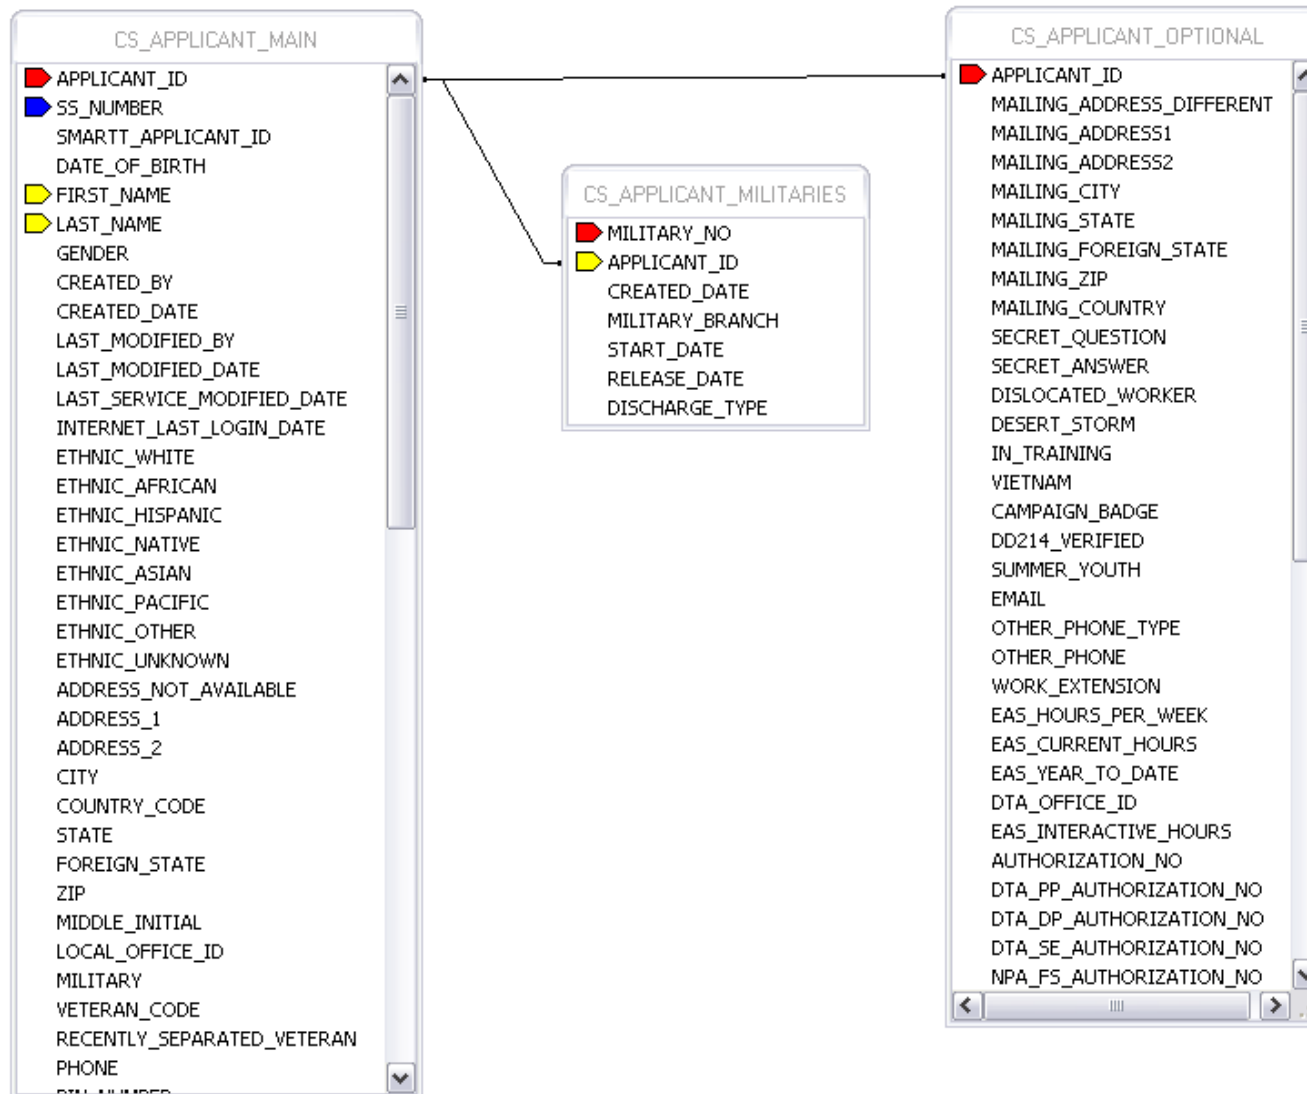 CS_APPLICANT_MAIN
APPLICANT_ID
SS_NUMBER
SMARTT_APPLICANT_ID
DATE_OF_BIRTH
FIRST_NAME
LAST_NAME
GENDER
CREATED_BY
CREATED_DATE
LAST_MODIFIED_BY
LAST_MODIFIED_DATE
LAST_SERVICE_MODIFIED_DATE
INTERNET_LAST_LOGIN_DATE
ETHNIC_WHITE
ETHNIC_AFRICAN
ETHNIC_HISPANIC
ETHNIC_NATIVE
ETHNIC_ASIAN
ETHNIC_PACIFIC
ETHNIC_OTHER
ETHNIC_UNKNOWN
ADDRESS_NOT_AVAILABLE
ADDRESS_1
ADDRESS_2
CITY
COUNTRY_CODE
STATE
FOREIGN_STATE
ZIP
MIDDLE_INITIAL
LOCAL_OFFICE_ID
MILITARY
VETERAN_CODE
RECENTLY_SEPARATED_VETERAN
PHONE
CS_APPLICANT_MILITARIES
MILITARY_NO
APPLICANT_ID
CREATED_DATE
MILITARY_BRANCH
START_DATE
RELEASE_DATE
DISCHARGE_TYPE
CS_APPLICANT_OPTIONAL
APPLICANT_ID
MAILING_ADDRESS_DIFFERENT
MAILING_ADDRESS1
MAILING_ADDRESS2
MAILING_CITY
MAILING_STATE
MAILING_FOREIGN_STATE
MAILING_ZIP
MAILING_COUNTRY
SECRET_QUESTION
SECRET_ANSWER
DISLOCATED_WORKER
DESERT_STORM
IN_TRAINING
VIETNAM
CAMPAIGN_BADGE
DD214_VERIFIED
SUMMER_YOUTH
EMAIL
OTHER_PHONE_TYPE
OTHER_PHONE
WORK_EXTENSION
EAS_HOURS_PER_WEEK
EAS_CURRENT_HOURS
EAS_YEAR_TO_DATE
DTA_OFFICE_ID
EAS_INTERACTIVE_HOURS
AUTHORIZATION_NO
DTA_PP_AUTHORIZATION_NO
DTA_DP_AUTHORIZATION_NO
DTA_SE_AUTHORIZATION_NO
NPA_FS_AUTHORIZATION_NO